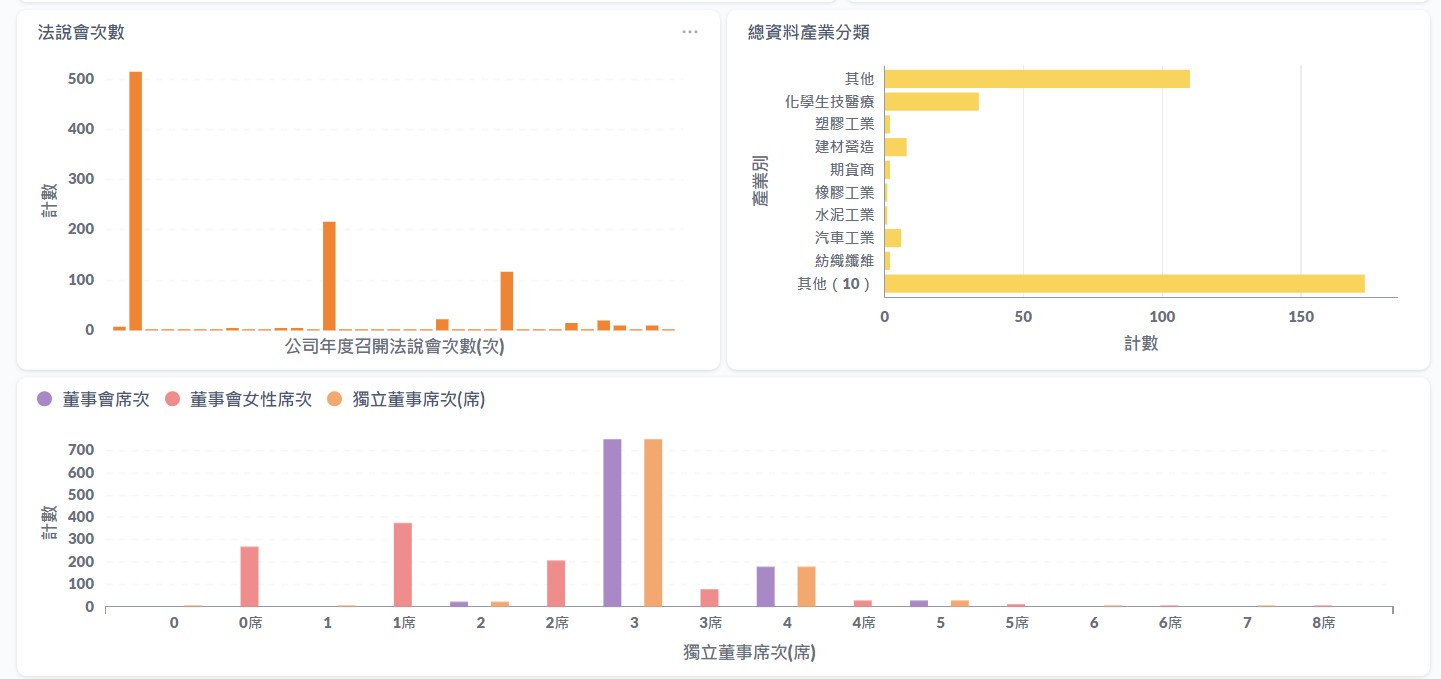 法說會次數
...
500
400
300
200
100
0
計數
公司年度召開法說會次數(次)
總資料產業分類
產業別
其他
化學生技醫療
塑膠工業
建材營造
期貨商
橡膠工業
水泥工業
汽車工業
紡織纖維
其他（10）
0 50 100 150
計數
董事會席次 董事會女性席次 獨立董事席次(席)
700
600
500
400
300
200
100
0
計數
0 0席 1 1席 2 2席 3 3席 4 4席 5 5席 6 6席 7 8席
獨立董事席次(席)